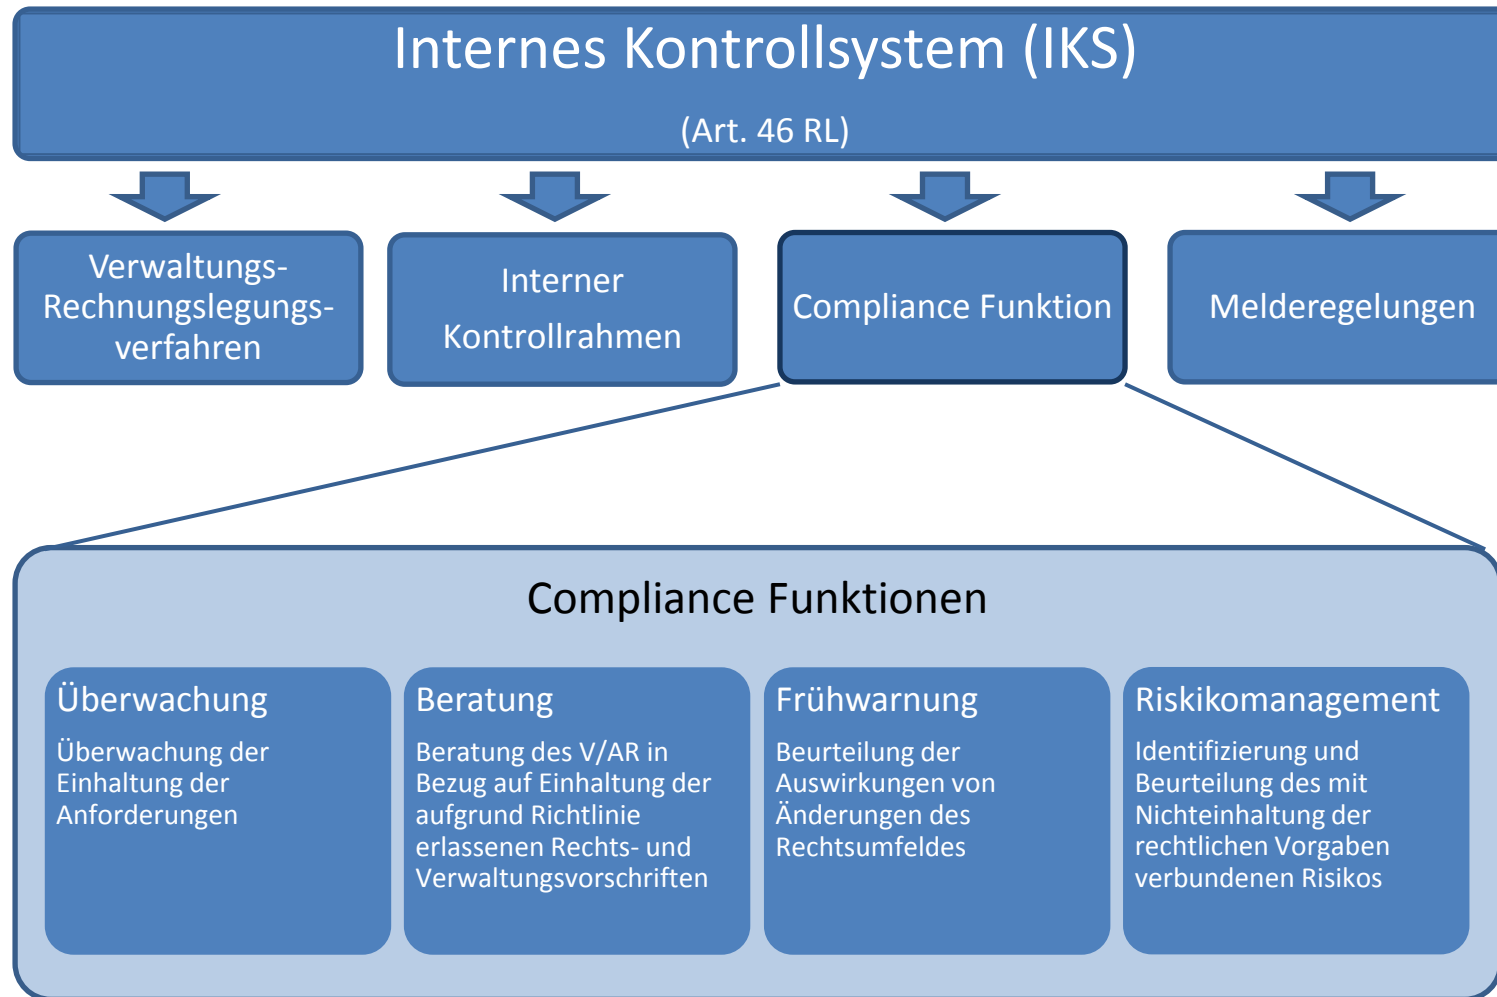 Internes Kontrollsystem (IKS)
(Art. 46 RL)
Verwaltungs-
Rechnungslegungs-
verfahren
Interner
Kontrollrahmen
Compliance Funktion
Melderegelungen
Compliance Funktionen
Überwachung
Überwachung der
Einhaltung der
Anforderungen
Beratung
Beratung des V/AR in
Bezug auf Einhaltung der
aufgrund Richtlinie
erlassenen Rechts- und
Verwaltungsvorschriften
Frühwarnung
Beurteilung der
Auswirkungen von
Änderungen des
Rechtsumfeldes
Riskikomanagement
Identifizierung und
Beurteilung des mit
Nichteinhaltung der
rechtlichen Vorgaben
verbundenen Risikos